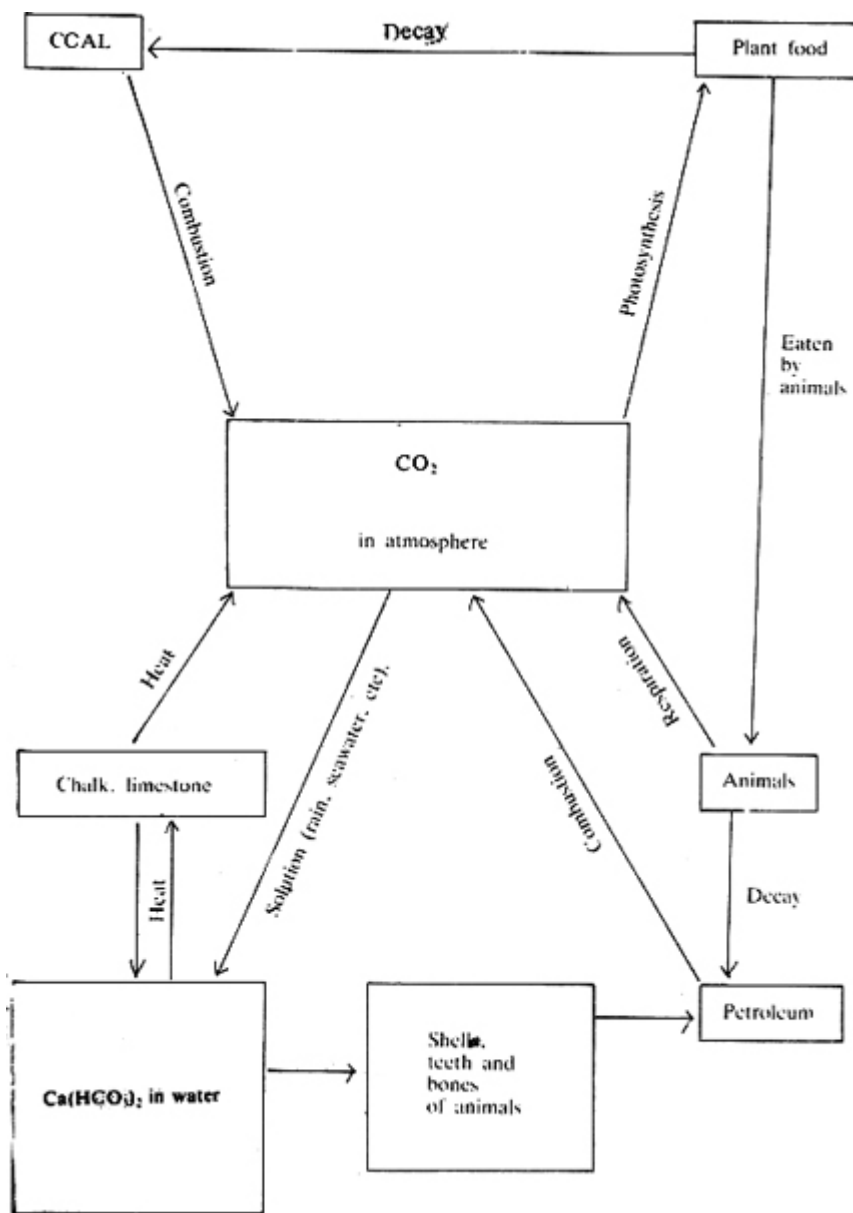 CCAL
Decay
Plant food
Combustion
Photosynthesis
Eaten
by
animals
CO₂
in atmosphere
Heat
Solution (rain. seawater. etc).
Combustion
Respiration
Chalk. limestone
Animals
Heat
Decay
Ca(HCO₃)₂ in water
Shells.
teeth and
bones
of animals
Petroleum